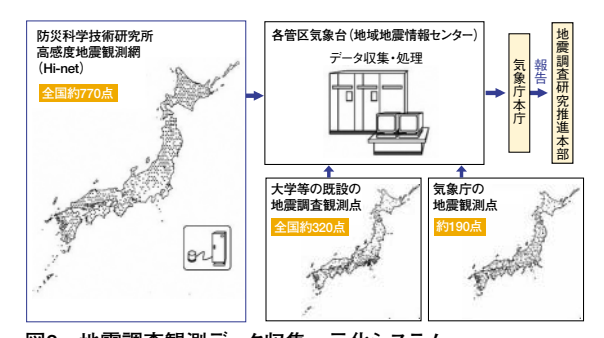 防災科学技術研究所
高感度地震観測網
(Hi-net)
全国約770点
各管区気象台(地域地震情報センター)
データ収集・処理
気象庁本庁
報告
地震調査研究推進本部
大学等の既設の
地震調査観測点
全国約320点
気象庁の
地震観測点
約190点